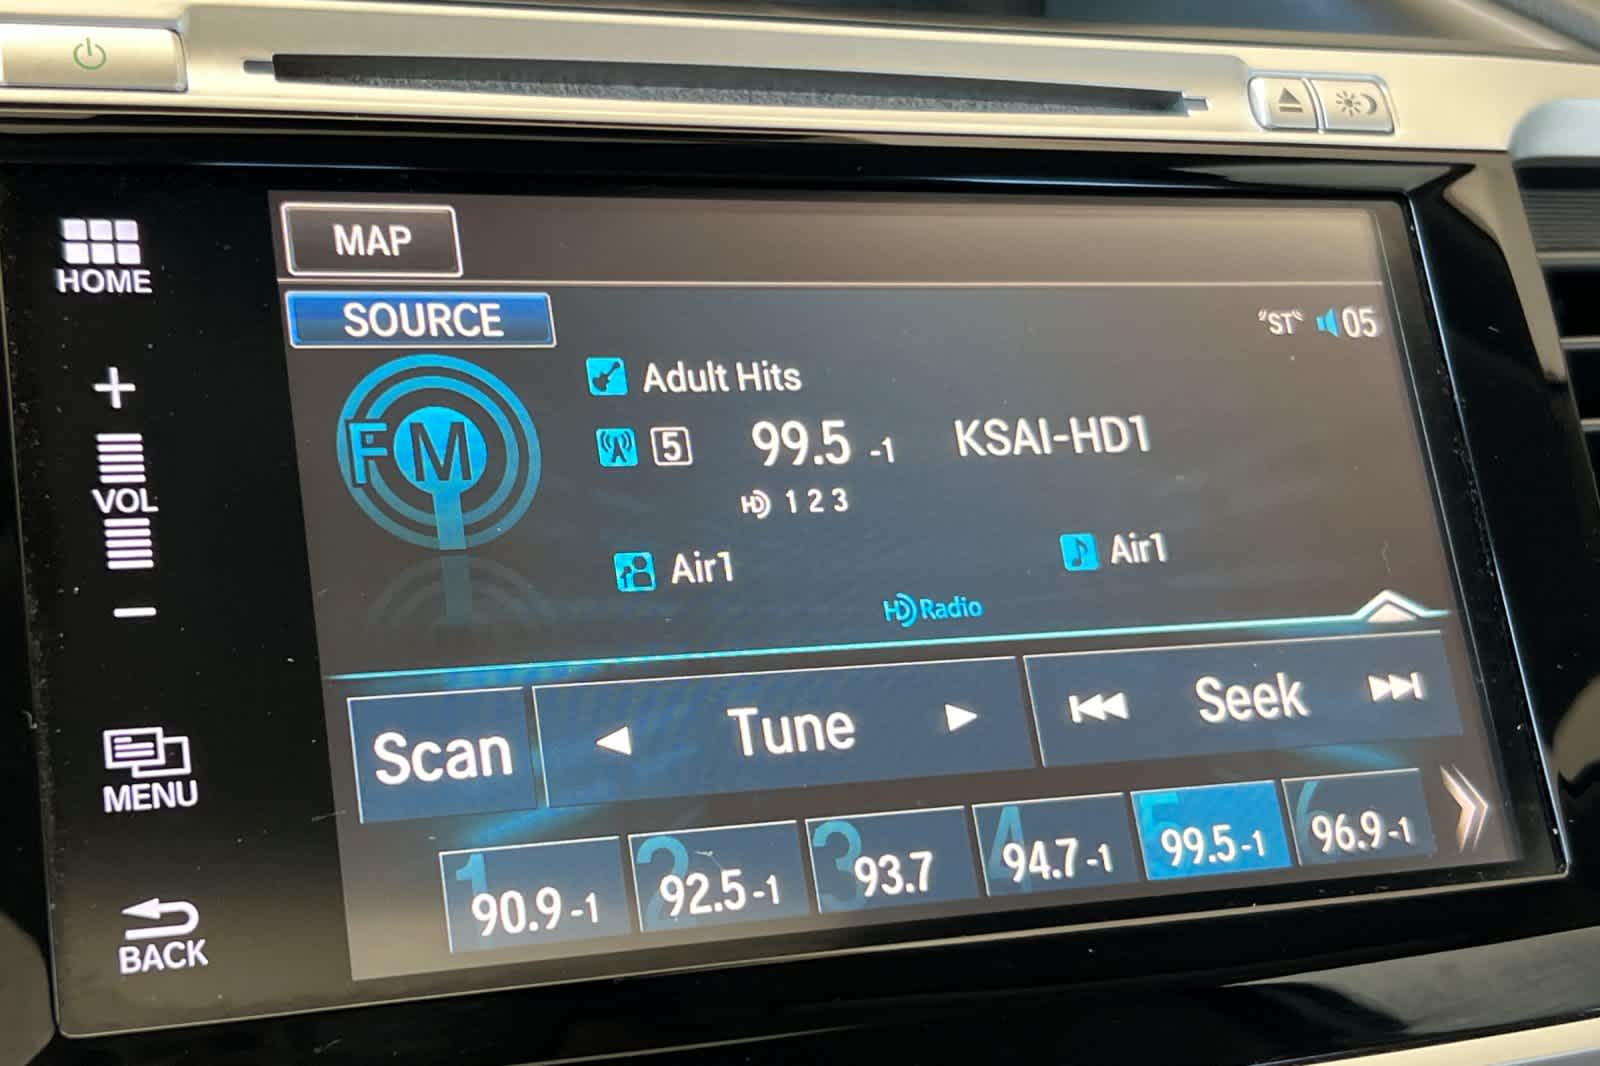 MAP
HOME
SOURCE
"ST" 05
Adult Hits
FM
5 99.5 -1 KSAI-HD1
HD 1 2 3
VOL
Air1 Air1
HD Radio
Scan Tune Seek
MENU
1 90.9-1
2 92.5-1
3 93.7
4 94.7-1
5 99.5-1
6 96.9-1
BACK